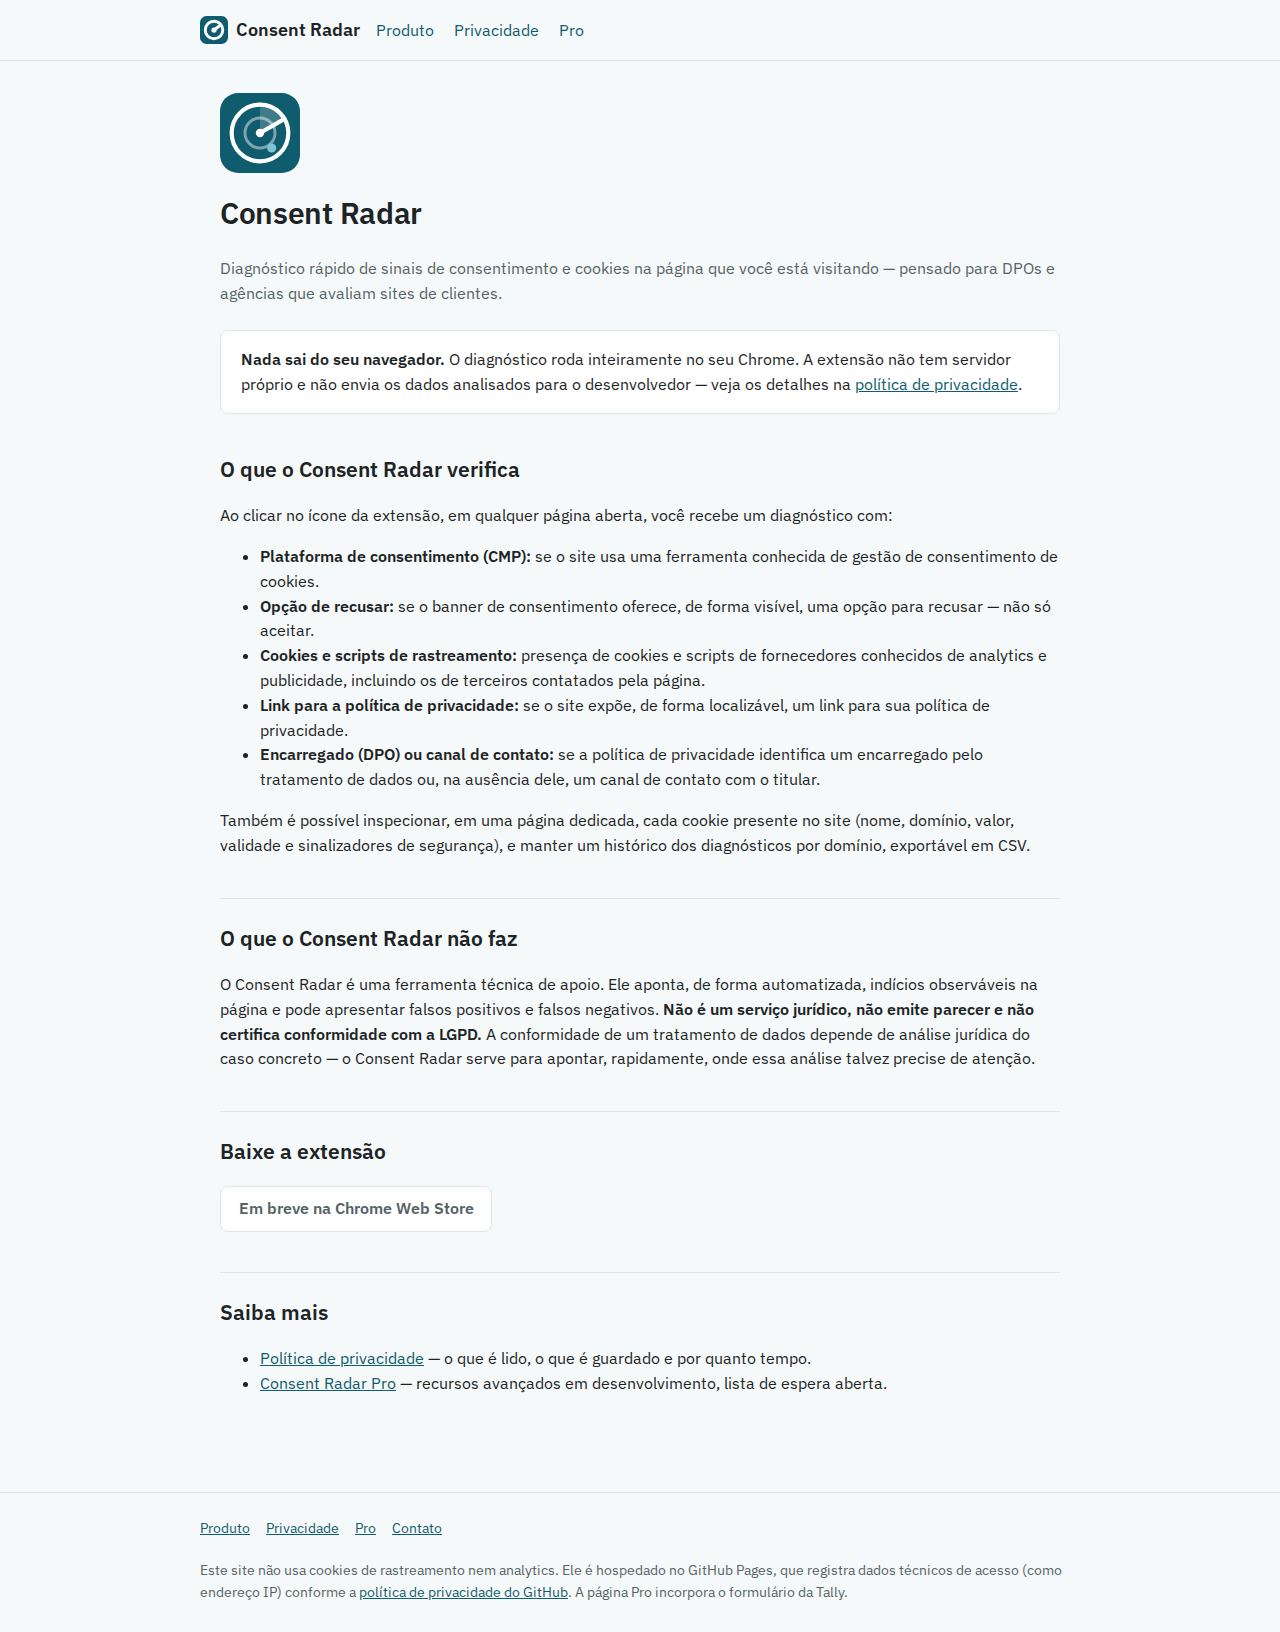 Consent Radar Produto Privacidade Pro
Consent Radar
Diagnóstico rápido de sinais de consentimento e cookies na página que você está visitando — pensado para DPOs e
agências que avaliam sites de clientes.
Nada sai do seu navegador. O diagnóstico roda inteiramente no seu Chrome. A extensão não tem servidor
próprio e não envia os dados analisados para o desenvolvedor — veja os detalhes na política de privacidade.
O que o Consent Radar verifica
Ao clicar no ícone da extensão, em qualquer página aberta, você recebe um diagnóstico com:
• Plataforma de consentimento (CMP): se o site usa uma ferramenta conhecida de gestão de consentimento de
cookies.
• Opção de recusar: se o banner de consentimento oferece, de forma visível, uma opção para recusar — não só
aceitar.
• Cookies e scripts de rastreamento: presença de cookies e scripts de fornecedores conhecidos de analytics e
publicidade, incluindo os de terceiros contatados pela página.
• Link para a política de privacidade: se o site expõe, de forma localizável, um link para sua política de
privacidade.
• Encarregado (DPO) ou canal de contato: se a política de privacidade identifica um encarregado pelo
tratamento de dados ou, na ausência dele, um canal de contato com o titular.
Também é possível inspecionar, em uma página dedicada, cada cookie presente no site (nome, domínio, valor,
validade e sinalizadores de segurança), e manter um histórico dos diagnósticos por domínio, exportável em CSV.
O que o Consent Radar não faz
O Consent Radar é uma ferramenta técnica de apoio. Ele aponta, de forma automatizada, indícios observáveis na
página e pode apresentar falsos positivos e falsos negativos. Não é um serviço jurídico, não emite parecer e não
certifica conformidade com a LGPD. A conformidade de um tratamento de dados depende de análise jurídica do
caso concreto — o Consent Radar serve para apontar, rapidamente, onde essa análise talvez precise de atenção.
Baixe a extensão
Em breve na Chrome Web Store
Saiba mais
• Política de privacidade — o que é lido, o que é guardado e por quanto tempo.
• Consent Radar Pro — recursos avançados em desenvolvimento, lista de espera aberta.
Produto Privacidade Pro Contato
Este site não usa cookies de rastreamento nem analytics. Ele é hospedado no GitHub Pages, que registra dados técnicos de acesso (como
endereço IP) conforme a política de privacidade do GitHub. A página Pro incorpora o formulário da Tally.